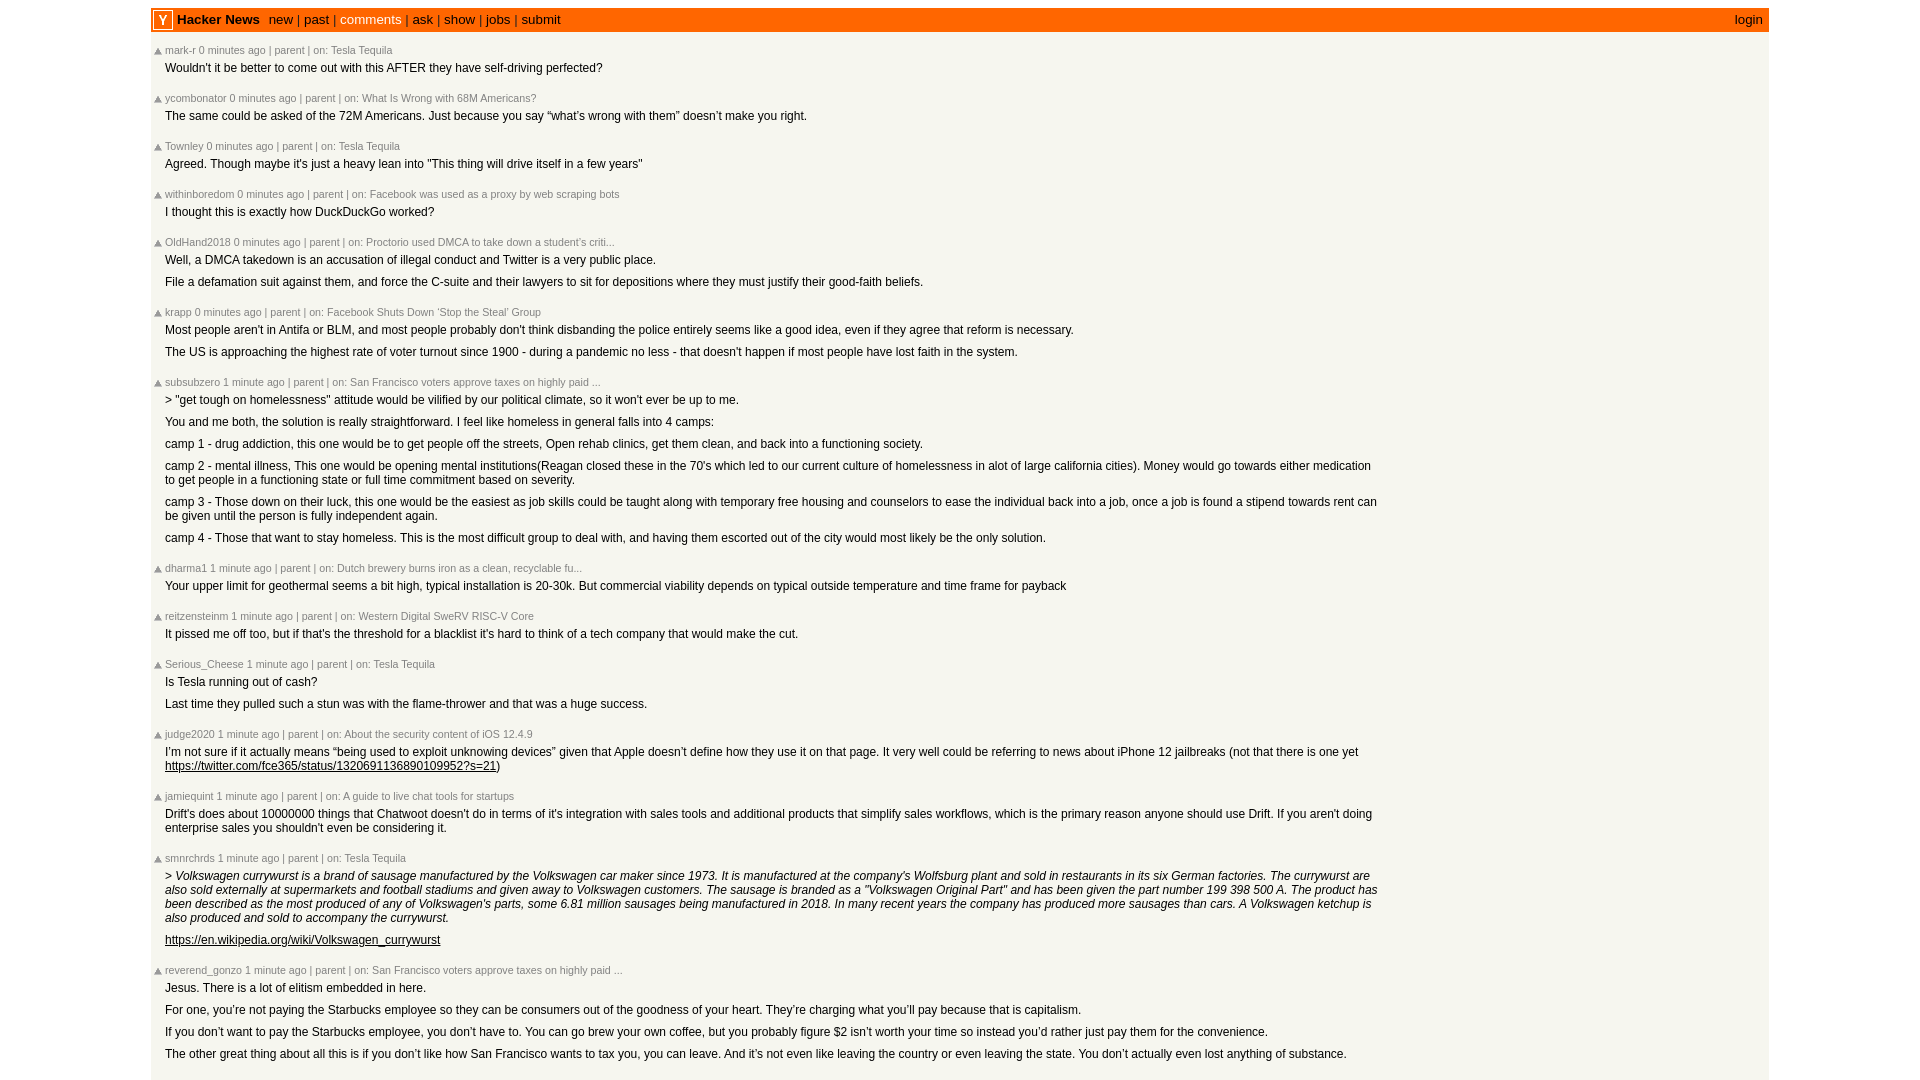 Y Hacker News new | past | comments | ask | show | jobs | submit login
mark-r 0 minutes ago | parent | on: Tesla Tequila
Wouldn't it be better to come out with this AFTER they have self-driving perfected?
ycombonator 0 minutes ago | parent | on: What Is Wrong with 68M Americans?
The same could be asked of the 72M Americans. Just because you say “what’s wrong with them” doesn’t make you right.
Townley 0 minutes ago | parent | on: Tesla Tequila
Agreed. Though maybe it's just a heavy lean into "This thing will drive itself in a few years"
withinboredom 0 minutes ago | parent | on: Facebook was used as a proxy by web scraping bots
I thought this is exactly how DuckDuckGo worked?
OldHand2018 0 minutes ago | parent | on: Proctorio used DMCA to take down a student’s criti...
Well, a DMCA takedown is an accusation of illegal conduct and Twitter is a very public place.
File a defamation suit against them, and force the C-suite and their lawyers to sit for depositions where they must justify their good-faith beliefs.
krapp 0 minutes ago | parent | on: Facebook Shuts Down ‘Stop the Steal’ Group
Most people aren't in Antifa or BLM, and most people probably don't think disbanding the police entirely seems like a good idea, even if they agree that reform is necessary.
The US is approaching the highest rate of voter turnout since 1900 - during a pandemic no less - that doesn't happen if most people have lost faith in the system.
subsubzero 1 minute ago | parent | on: San Francisco voters approve taxes on highly paid ...
> "get tough on homelessness" attitude would be vilified by our political climate, so it won't ever be up to me.
You and me both, the solution is really straightforward. I feel like homeless in general falls into 4 camps:
camp 1 - drug addiction, this one would be to get people off the streets, Open rehab clinics, get them clean, and back into a functioning society.
camp 2 - mental illness, This one would be opening mental institutions(Reagan closed these in the 70's which led to our current culture of homelessness in alot of large california cities). Money would go towards either medication
to get people in a functioning state or full time commitment based on severity.
camp 3 - Those down on their luck, this one would be the easiest as job skills could be taught along with temporary free housing and counselors to ease the individual back into a job, once a job is found a stipend towards rent can
be given until the person is fully independent again.
camp 4 - Those that want to stay homeless. This is the most difficult group to deal with, and having them escorted out of the city would most likely be the only solution.
dharma1 1 minute ago | parent | on: Dutch brewery burns iron as a clean, recyclable fu...
Your upper limit for geothermal seems a bit high, typical installation is 20-30k. But commercial viability depends on typical outside temperature and time frame for payback
reitzensteinm 1 minute ago | parent | on: Western Digital SweRV RISC-V Core
It pissed me off too, but if that's the threshold for a blacklist it's hard to think of a tech company that would make the cut.
Serious_Cheese 1 minute ago | parent | on: Tesla Tequila
Is Tesla running out of cash?
Last time they pulled such a stun was with the flame-thrower and that was a huge success.
judge2020 1 minute ago | parent | on: About the security content of iOS 12.4.9
I’m not sure if it actually means “being used to exploit unknowing devices” given that Apple doesn’t define how they use it on that page. It very well could be referring to news about iPhone 12 jailbreaks (not that there is one yet
https://twitter.com/fce365/status/1320691136890109952?s=21)
jamiequint 1 minute ago | parent | on: A guide to live chat tools for startups
Drift's does about 10000000 things that Chatwoot doesn't do in terms of it's integration with sales tools and additional products that simplify sales workflows, which is the primary reason anyone should use Drift. If you aren't doing
enterprise sales you shouldn't even be considering it.
smnrchrds 1 minute ago | parent | on: Tesla Tequila
> Volkswagen currywurst is a brand of sausage manufactured by the Volkswagen car maker since 1973. It is manufactured at the company's Wolfsburg plant and sold in restaurants in its six German factories. The currywurst are
also sold externally at supermarkets and football stadiums and given away to Volkswagen customers. The sausage is branded as a "Volkswagen Original Part" and has been given the part number 199 398 500 A. The product has
been described as the most produced of any of Volkswagen's parts, some 6.81 million sausages being manufactured in 2018. In many recent years the company has produced more sausages than cars. A Volkswagen ketchup is
also produced and sold to accompany the currywurst.
https://en.wikipedia.org/wiki/Volkswagen_currywurst
reverend_gonzo 1 minute ago | parent | on: San Francisco voters approve taxes on highly paid ...
Jesus. There is a lot of elitism embedded in here.
For one, you’re not paying the Starbucks employee so they can be consumers out of the goodness of your heart. They’re charging what you’ll pay because that is capitalism.
If you don’t want to pay the Starbucks employee, you don’t have to. You can go brew your own coffee, but you probably figure $2 isn’t worth your time so instead you’d rather just pay them for the convenience.
The other great thing about all this is if you don’t like how San Francisco wants to tax you, you can leave. And it’s not even like leaving the country or even leaving the state. You don’t actually even lost anything of substance.